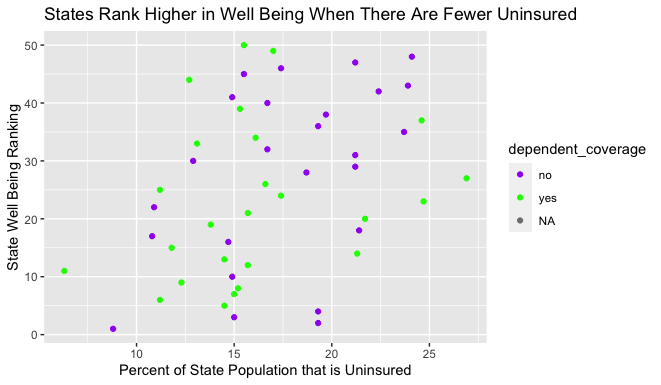 States Rank Higher in Well Being When There Are Fewer Uninsured
50
40
30
20
10
0
State Well Being Ranking
10
15
20
25
Percent of State Population that is Uninsured
dependent_coverage
no
yes
NA